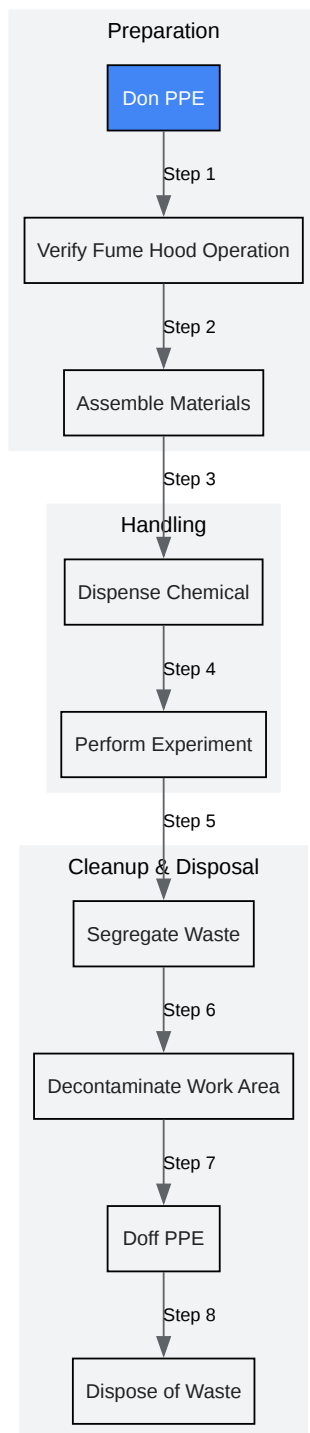 Preparation
Don PPE
Step 1
Verify Fume Hood Operation
Step 2
Assemble Materials
Step 3
Handling
Dispense Chemical
Step 4
Perform Experiment
Step 5
Cleanup & Disposal
Segregate Waste
Step 6
Decontaminate Work Area
Step 7
Doff PPE
Step 8
Dispose of Waste